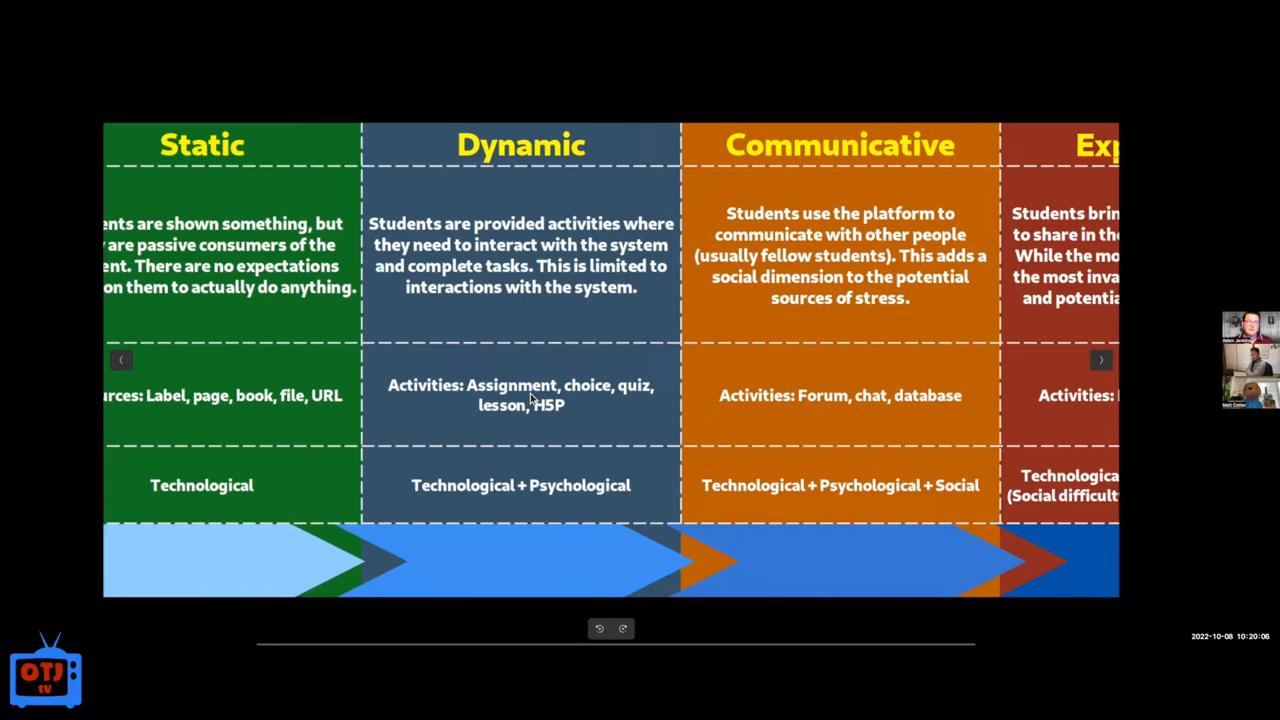 Static
ents are shown something, but
are passive consumers of the
ent. There are no expectations
on them to actually do anything.
urces: Label, page, book, file, URL
Technological
Dynamic
Students are provided activities where
they need to interact with the system
and complete tasks. This is limited to
interactions with the system.
Activities: Assignment, choice, quiz,
lesson, H5P
Technological + Psychological
Communicative
Students use the platform to
communicate with other people
(usually fellow students). This adds a
social dimension to the potential
sources of stress.
Activities: Forum, chat, database
Technological + Psychological + Social
Exp
Students brin
to share in the
While the mo
the most inva
and potentia
Activities:
Technologica
(Social difficult
Matt Cotter
2022-10-08 10:20:06
OTJ
tv